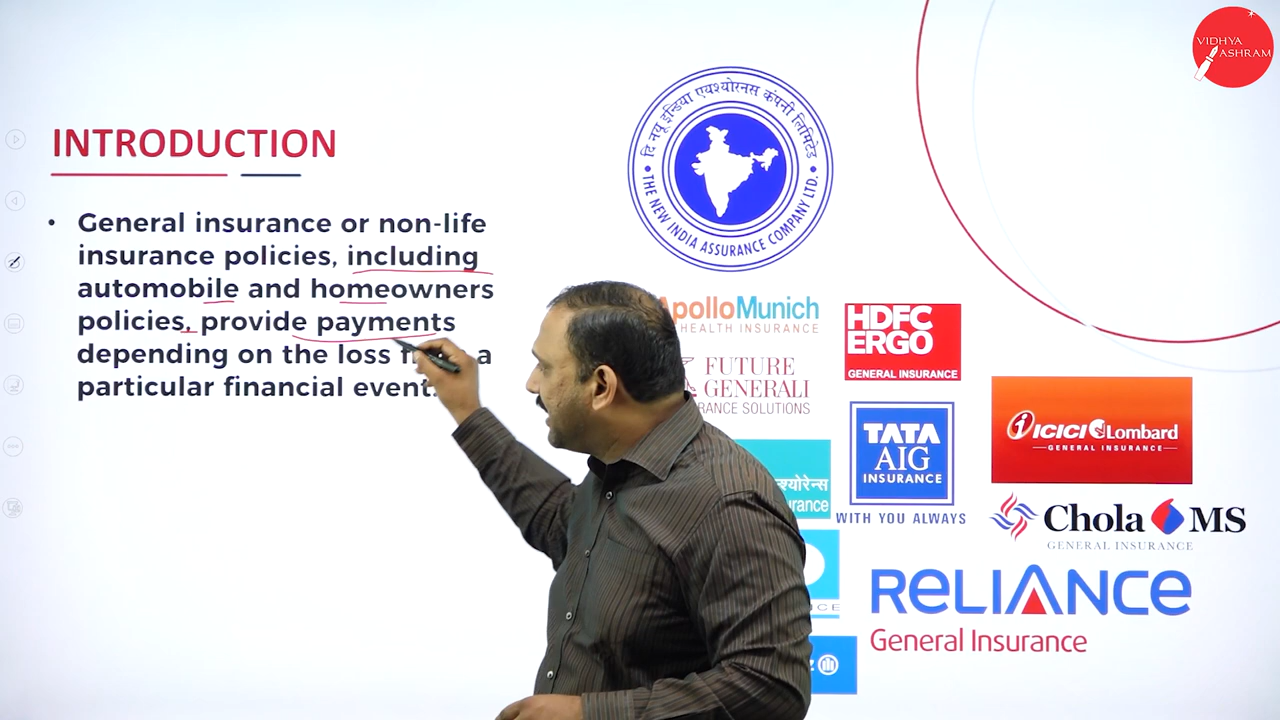 VIDHYA
ASHRAM
INTRODUCTION
• General insurance or non-life
insurance policies, including
automobile and homeowners
policies, provide payments
depending on the loss a
particular financial event.
दि न्यू इन्डिया एश्योरन्स कंपनी लिमिटेड
• THE NEW INDIA ASSURANCE COMPANY LTD. •
ApolloMunich
HEALTH INSURANCE
HDFC
ERGO
GENERAL INSURANCE
FUTURE
GENERALI
SOLUTIONS
TATA
AIG
INSURANCE
WITH YOU ALWAYS
iCICI Lombard
GENERAL INSURANCE
Chola MS
GENERAL INSURANCE
RELIANCE
General Insurance